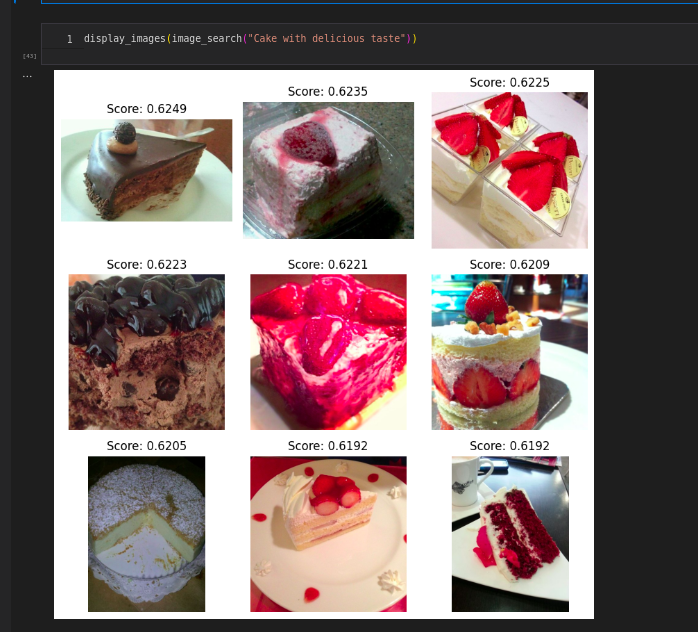 1 display_images(image_search("Cake with delicious taste"))
[43]
...
Score: 0.6249
Score: 0.6235
Score: 0.6225
Score: 0.6223
Score: 0.6221
Score: 0.6209
Score: 0.6205
Score: 0.6192
Score: 0.6192